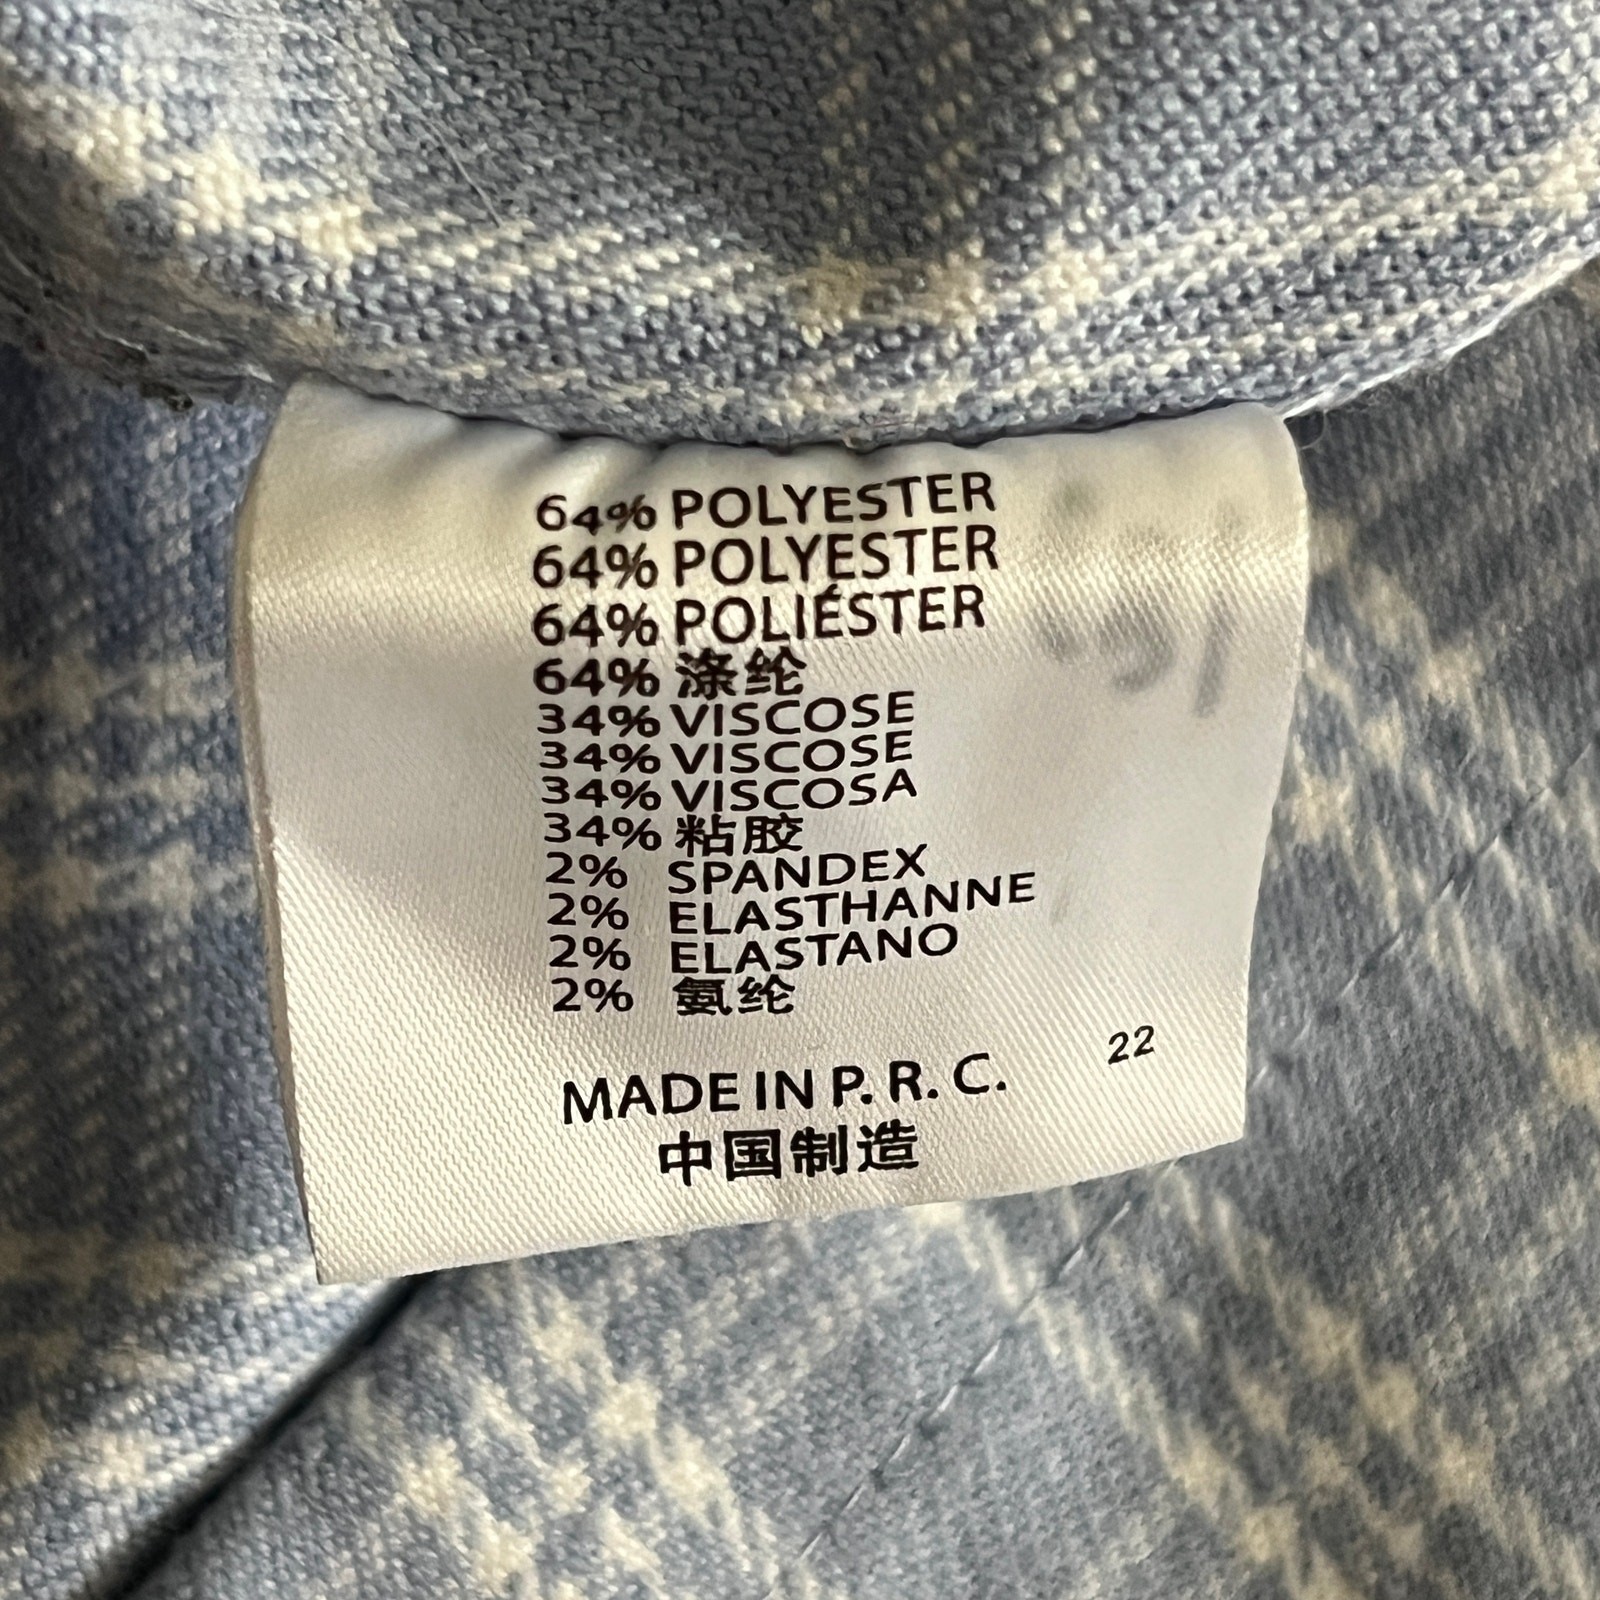 64% POLYESTER
64% POLYESTER
64% POLIÉSTER
64% 涤纶
34% VISCOSE
34% VISCOSE
34% VISCOSA
34% 粘胶
2% SPANDEX
2% ELASTHANNE
2% ELASTANO
2% 氨纶
22
MADE IN P. R. C.
中国制造